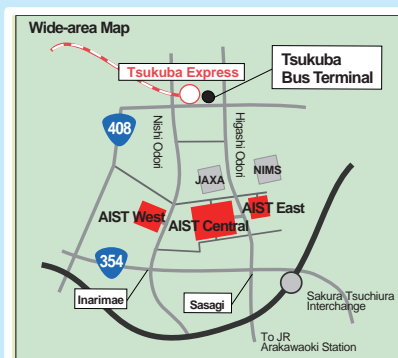 Wide-area Map
Tsukuba Express
Tsukuba
Bus Terminal
408
Nishi Odori
Higashi Odori
JAXA
NIMS
AIST West
AIST Central
AIST East
354
Inarimae
Sasagi
Sakura Tsuchiura
Interchange
To JR
Arakawaoki Station